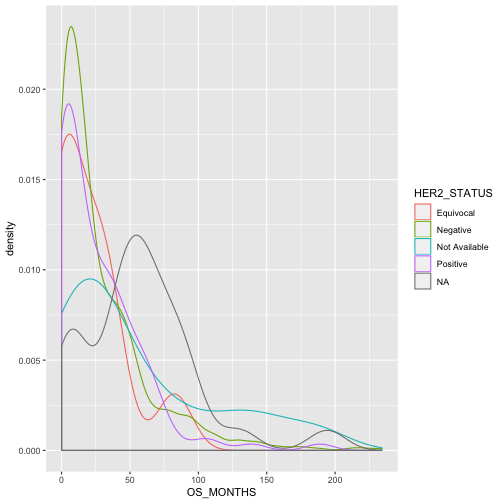 0.020
0.015
0.010
0.005
0.000
density
0
50
100
150
200
OS_MONTHS
HER2_STATUS
Equivocal
Negative
Not Available
Positive
NA